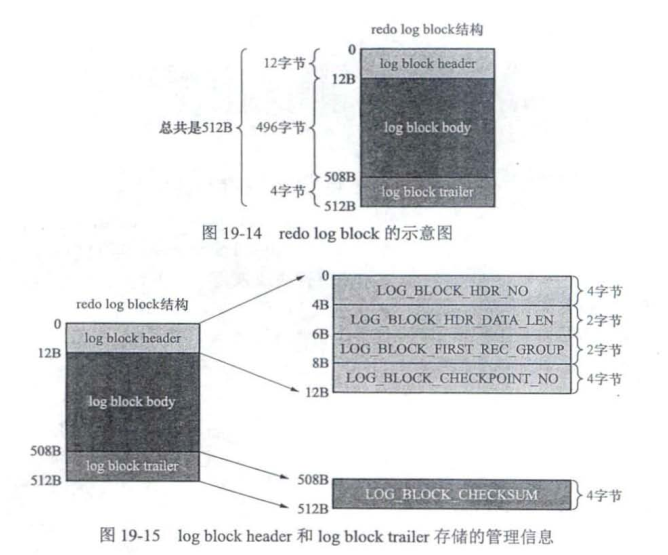 redo log block结构
0
12字节
log block header
12B
总共是512B
496字节
log block body
508B
4字节
log block trailer
512B
图 19-14 redo log block 的示意图
redo log block结构
0
log block header
12B
log block body
508B
log block trailer
512B
0
LOG_BLOCK_HDR_NO
4字节
4B
LOG_BLOCK_HDR_DATA_LEN
2字节
6B
LOG_BLOCK_FIRST_REC_GROUP
2字节
8B
LOG_BLOCK_CHECKPOINT_NO
4字节
12B
508B
LOG_BLOCK_CHECKSUM
4字节
512B
图 19-15 log block header 和 log block trailer 存储的管理信息